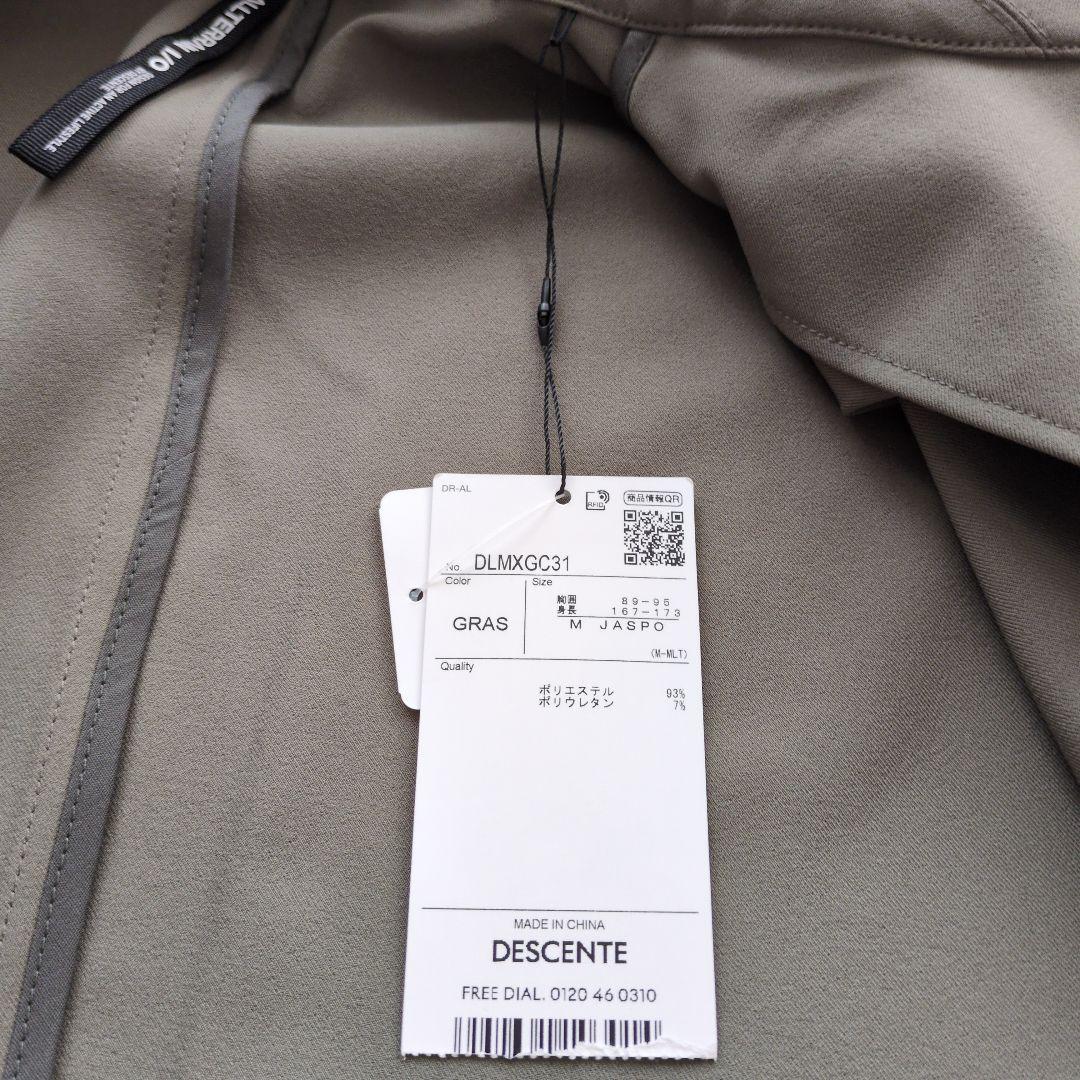 ALTERRAIN I/O
DR-AL
RFID
商品情報QR
No. DLMXGC31
Color
Size
胸囲 89-95
身長 167-173
GRAS
M JASPO
(M-MLT)
Quality
ポリエステル 93%
ポリウレタン 7%
MADE IN CHINA
DESCENTE
FREE DIAL. 0120 46 0310